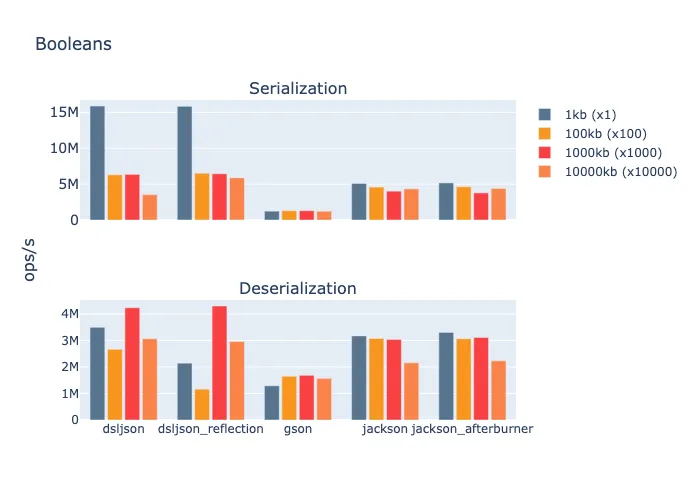 Booleans
Serialization
15M
10M
5M
0
1kb (x1)
100kb (x100)
1000kb (x1000)
10000kb (x10000)
ops/s
Deserialization
4M
3M
2M
1M
0
dsljson dsljson_reflection gson jackson jackson_afterburner